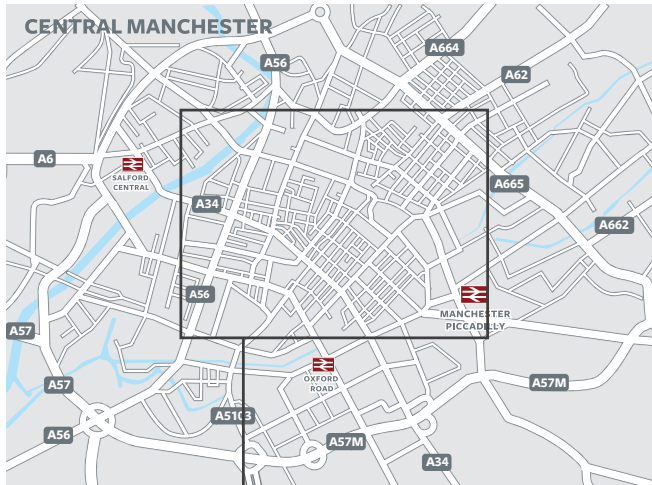 CENTRAL MANCHESTER
A664
A56
A62
A6
SALFORD
CENTRAL
A34
A665
A662
A56
MANCHESTER
PICCADILLY
A57
OXFORD
ROAD
A57
A57M
A5103
A56
A57M
A34